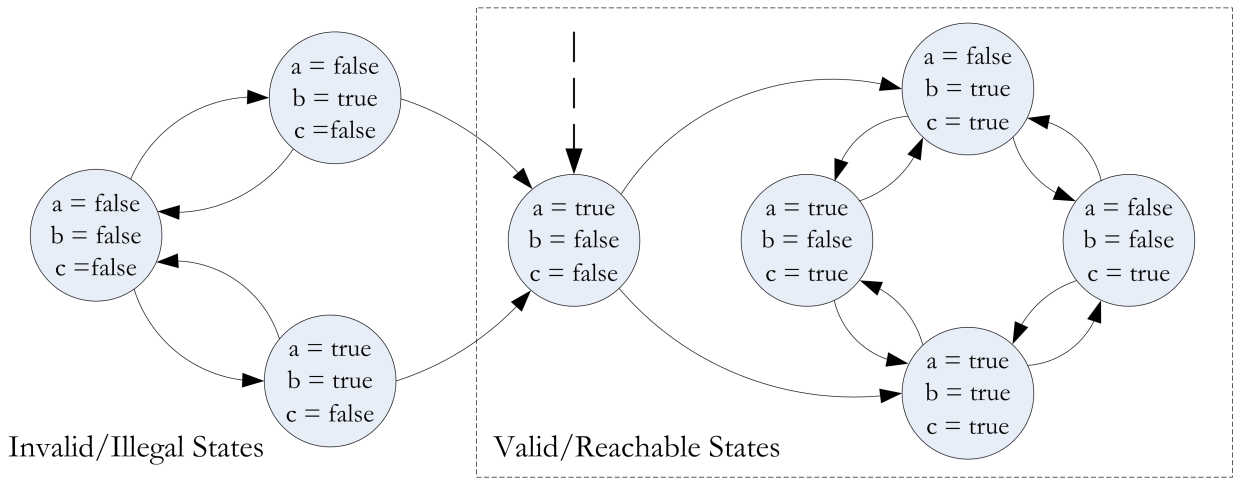 a = false
b = true
c =false
a = false
b = false
c =false
a = true
b = true
c = false
Invalid/Illegal States
a = true
b = false
c = false
a = false
b = true
c = true
a = true
b = false
c = true
a = false
b = false
c = true
a = true
b = true
c = true
Valid/Reachable States